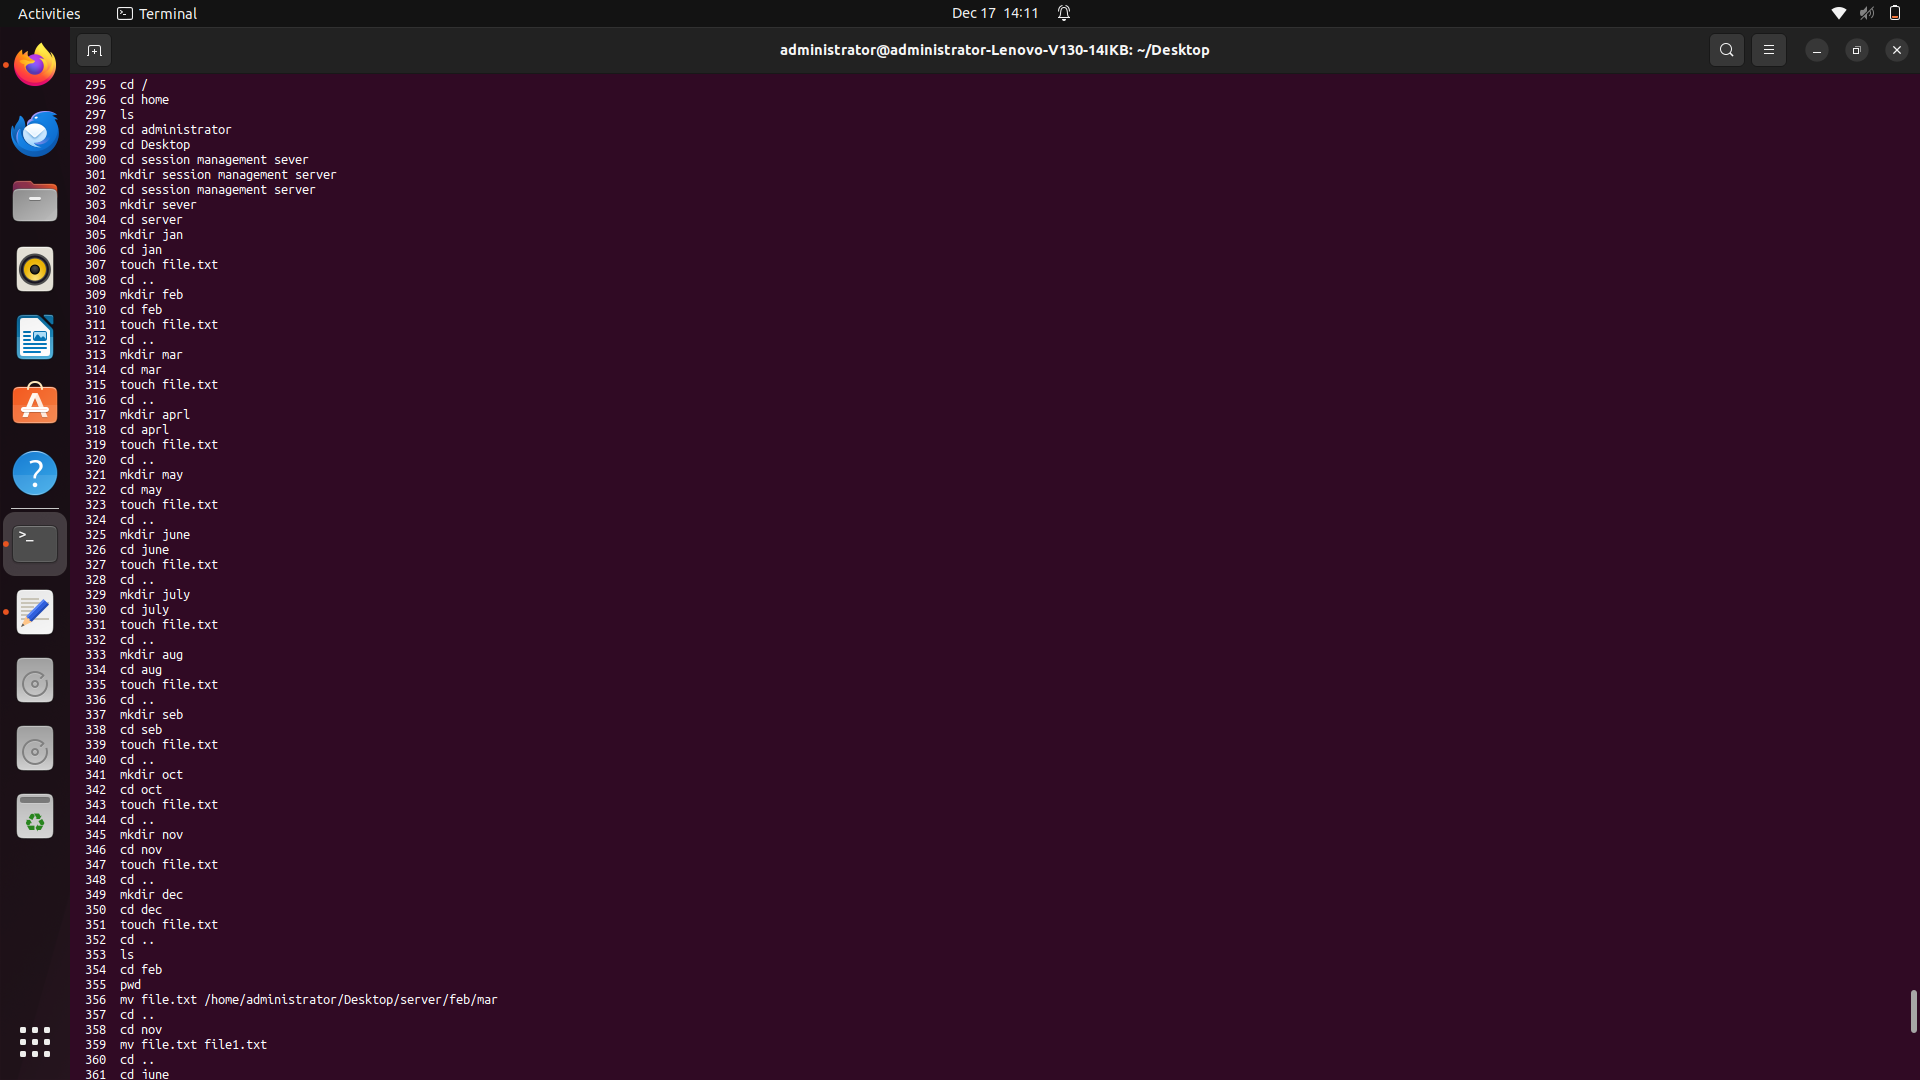 Activities
Terminal
Dec 17 14:11
administrator@administrator-Lenovo-V130-14IKB: ~/Desktop
295 cd /
296 cd home
297 ls
298 cd administrator
299 cd Desktop
300 cd session management sever
301 mkdir session management server
302 cd session management server
303 mkdir sever
304 cd server
305 mkdir jan
306 cd jan
307 touch file.txt
308 cd ..
309 mkdir feb
310 cd feb
311 touch file.txt
312 cd ..
313 mkdir mar
314 cd mar
315 touch file.txt
316 cd ..
317 mkdir aprl
318 cd aprl
319 touch file.txt
320 cd ..
321 mkdir may
322 cd may
323 touch file.txt
324 cd ..
325 mkdir june
326 cd june
327 touch file.txt
328 cd ..
329 mkdir july
330 cd july
331 touch file.txt
332 cd ..
333 mkdir aug
334 cd aug
335 touch file.txt
336 cd ..
337 mkdir seb
338 cd seb
339 touch file.txt
340 cd ..
341 mkdir oct
342 cd oct
343 touch file.txt
344 cd ..
345 mkdir nov
346 cd nov
347 touch file.txt
348 cd ..
349 mkdir dec
350 cd dec
351 touch file.txt
352 cd ..
353 ls
354 cd feb
355 pwd
356 mv file.txt /home/administrator/Desktop/server/feb/mar
357 cd ..
358 cd nov
359 mv file.txt file1.txt
360 cd ..
361 cd june